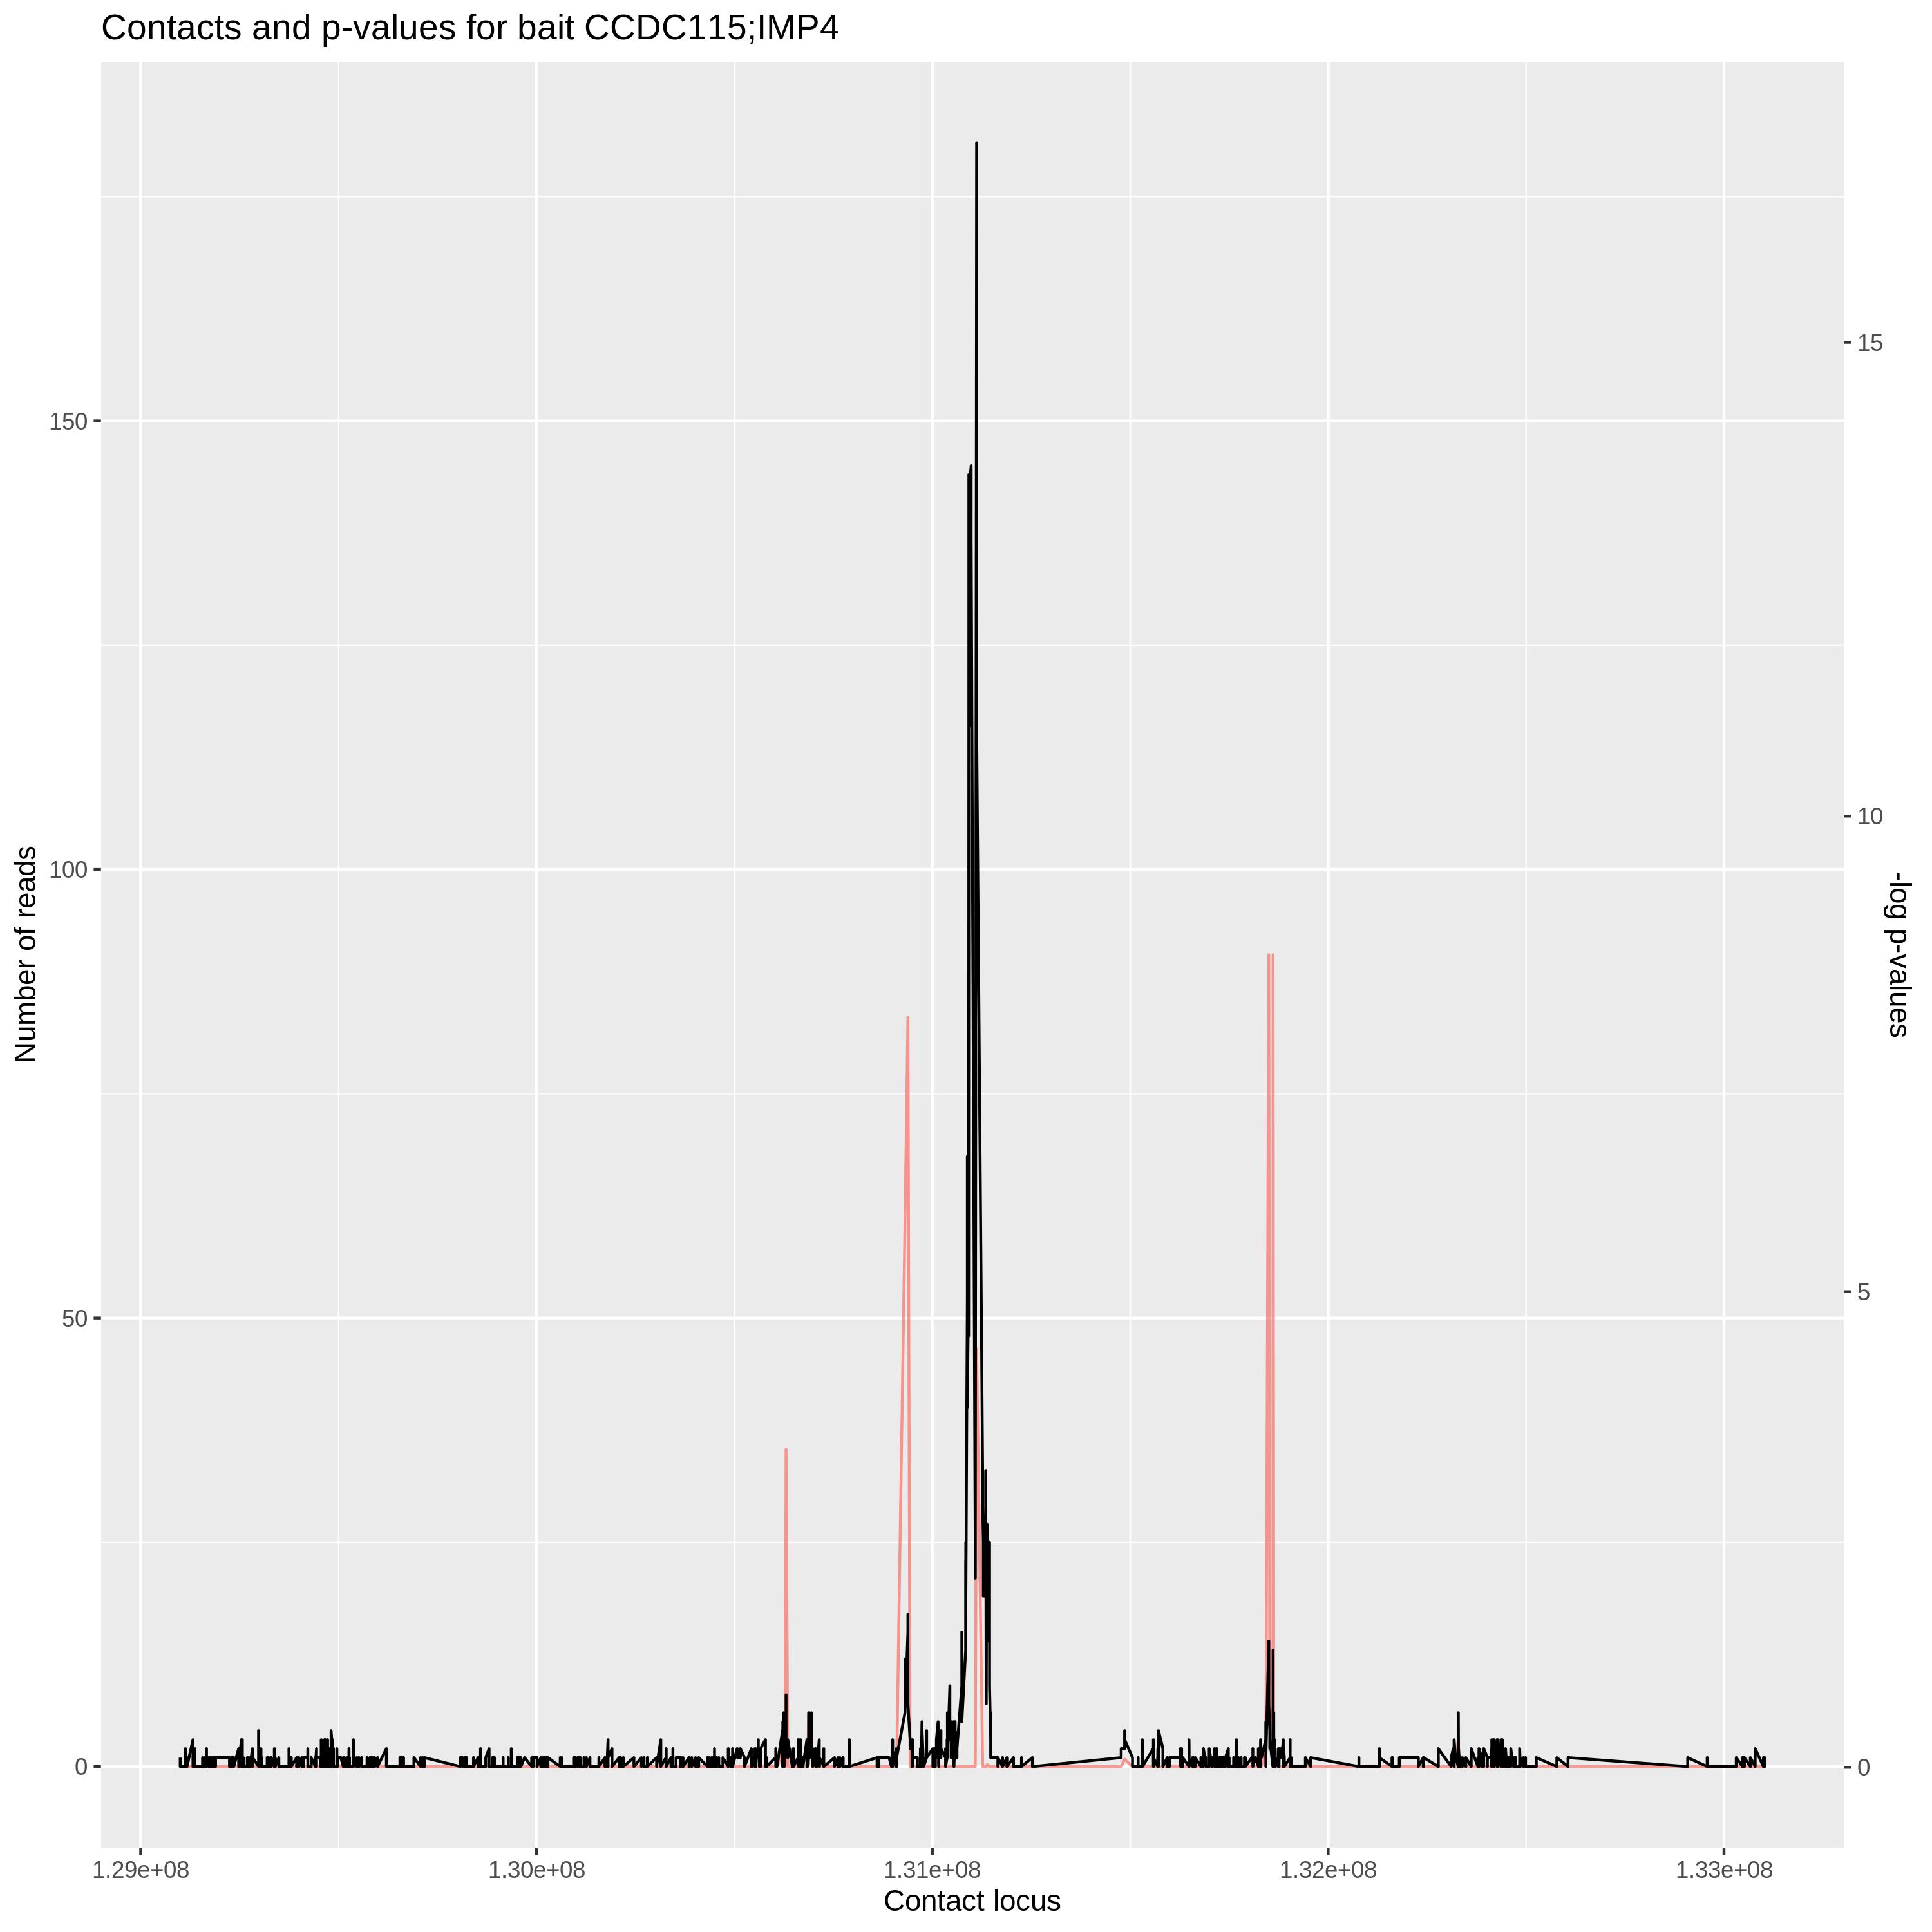 Contacts and p-values for bait CCDC115;IMP4
Number of reads
150
100
50
0
15
10
5
0
-log p-values
1.29e+08
1.30e+08
1.31e+08
1.32e+08
1.33e+08
Contact locus